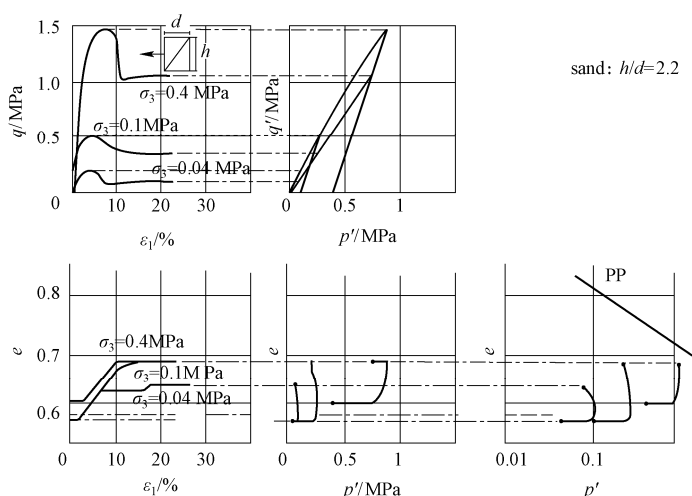 1.5
1.0
0.5
0
10
20
30
q/MPa
ε₁/%
d
h
σ₃=0.4 MPa
σ₃=0.1MPa
σ₃=0.04 MPa
q'/MPa
0
0.5
1
p'/MPa
sand: h/d=2.2
0.8
0.7
0.6
e
0
10
20
30
ε₁/%
σ₃=0.4MPa
σ₃=0.1M Pa
σ₃=0.04 MPa
e
0
0.5
1
p'/MPa
e
PP
0.01
0.1
p'